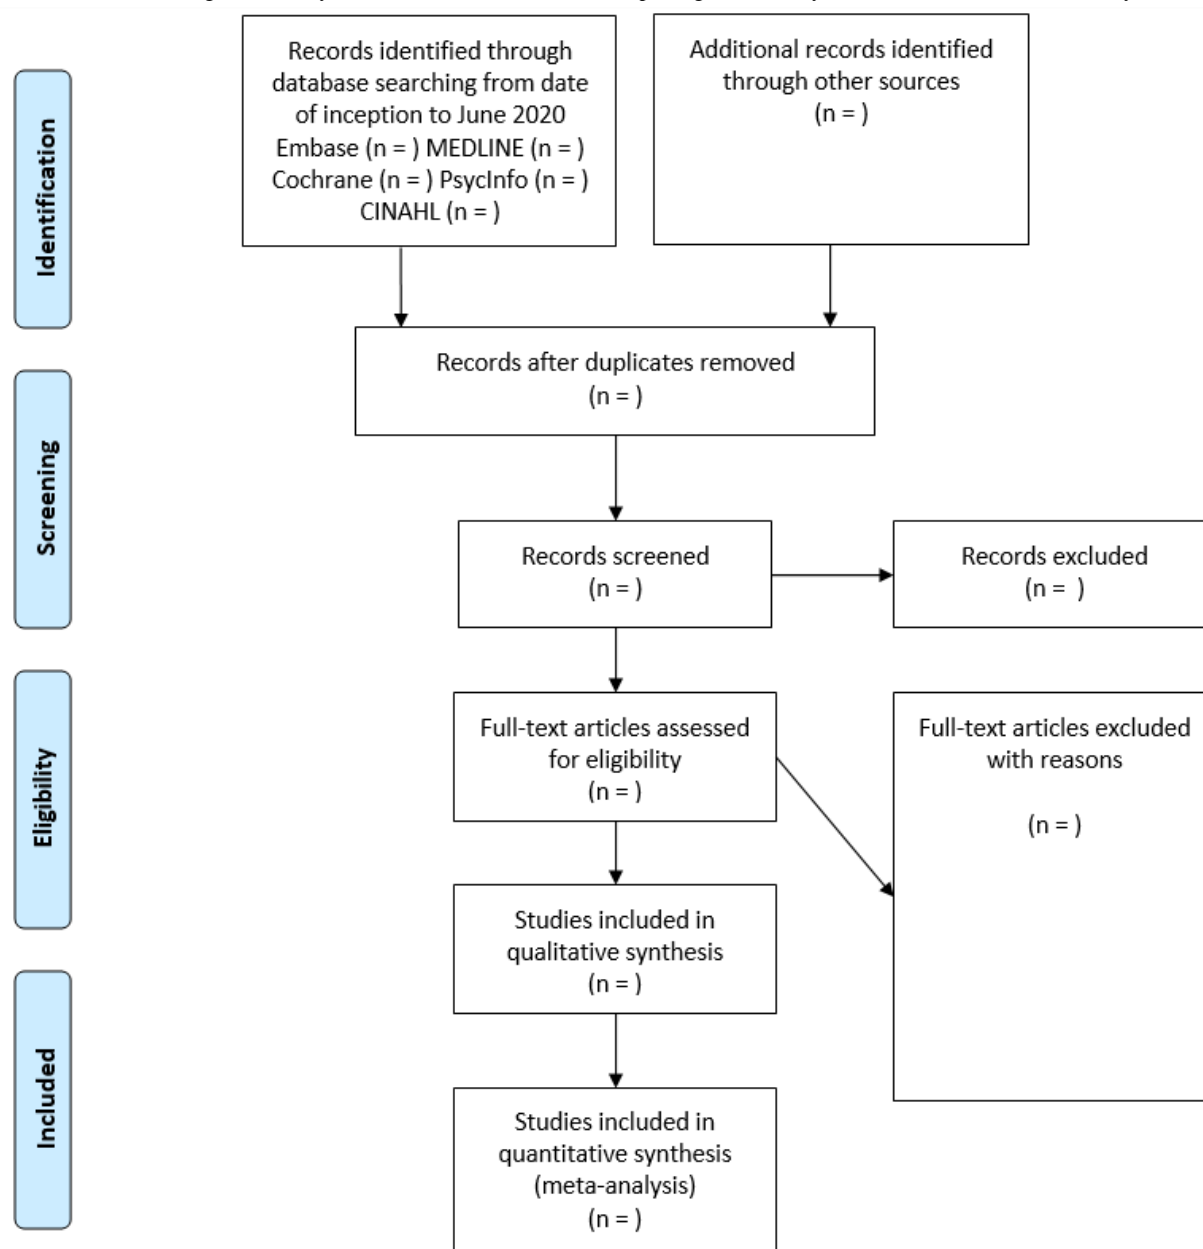 Identification
Records identified through
database searching from date
of inception to June 2020
Embase (n = ) MEDLINE (n = )
Cochrane (n = ) PsycInfo (n = )
CINAHL (n = )
Additional records identified
through other sources
(n = )
Records after duplicates removed
(n = )
Screening
Records screened
(n = )
Records excluded
(n =  )
Eligibility
Full-text articles assessed
for eligibility
(n = )
Full-text articles excluded
with reasons
(n = )
Studies included in
qualitative synthesis
(n = )
Included
Studies included in
quantitative synthesis
(meta-analysis)
(n = )